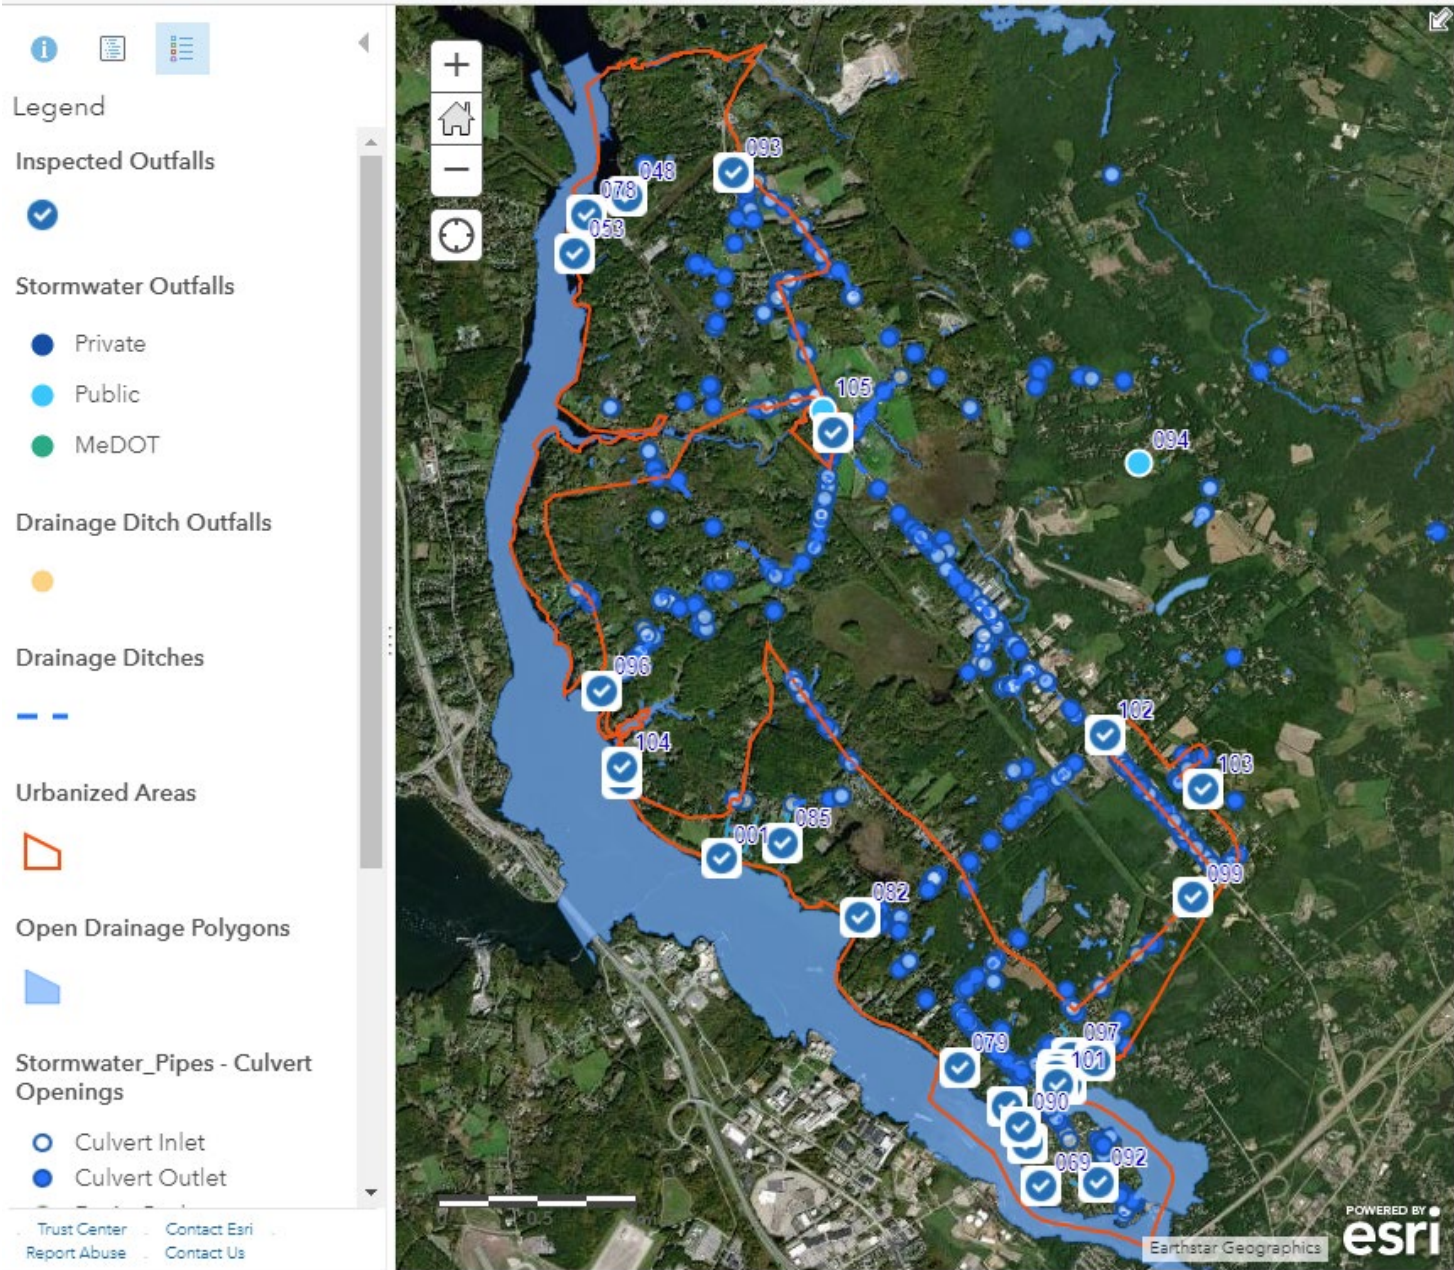 Legend
Inspected Outfalls
Stormwater Outfalls
Private
Public
MeDOT
Drainage Ditch Outfalls
Drainage Ditches
Urbanized Areas
Open Drainage Polygons
Stormwater_Pipes - Culvert
Openings
Culvert Inlet
Culvert Outlet
Trust Center
Contact Esri
Report Abuse
Contact Us
093
048
078
053
105
094
096
102
104
103
001
085
099
082
097
079
101
090
069
092
POWERED BY
esri
Earthstar Geographics